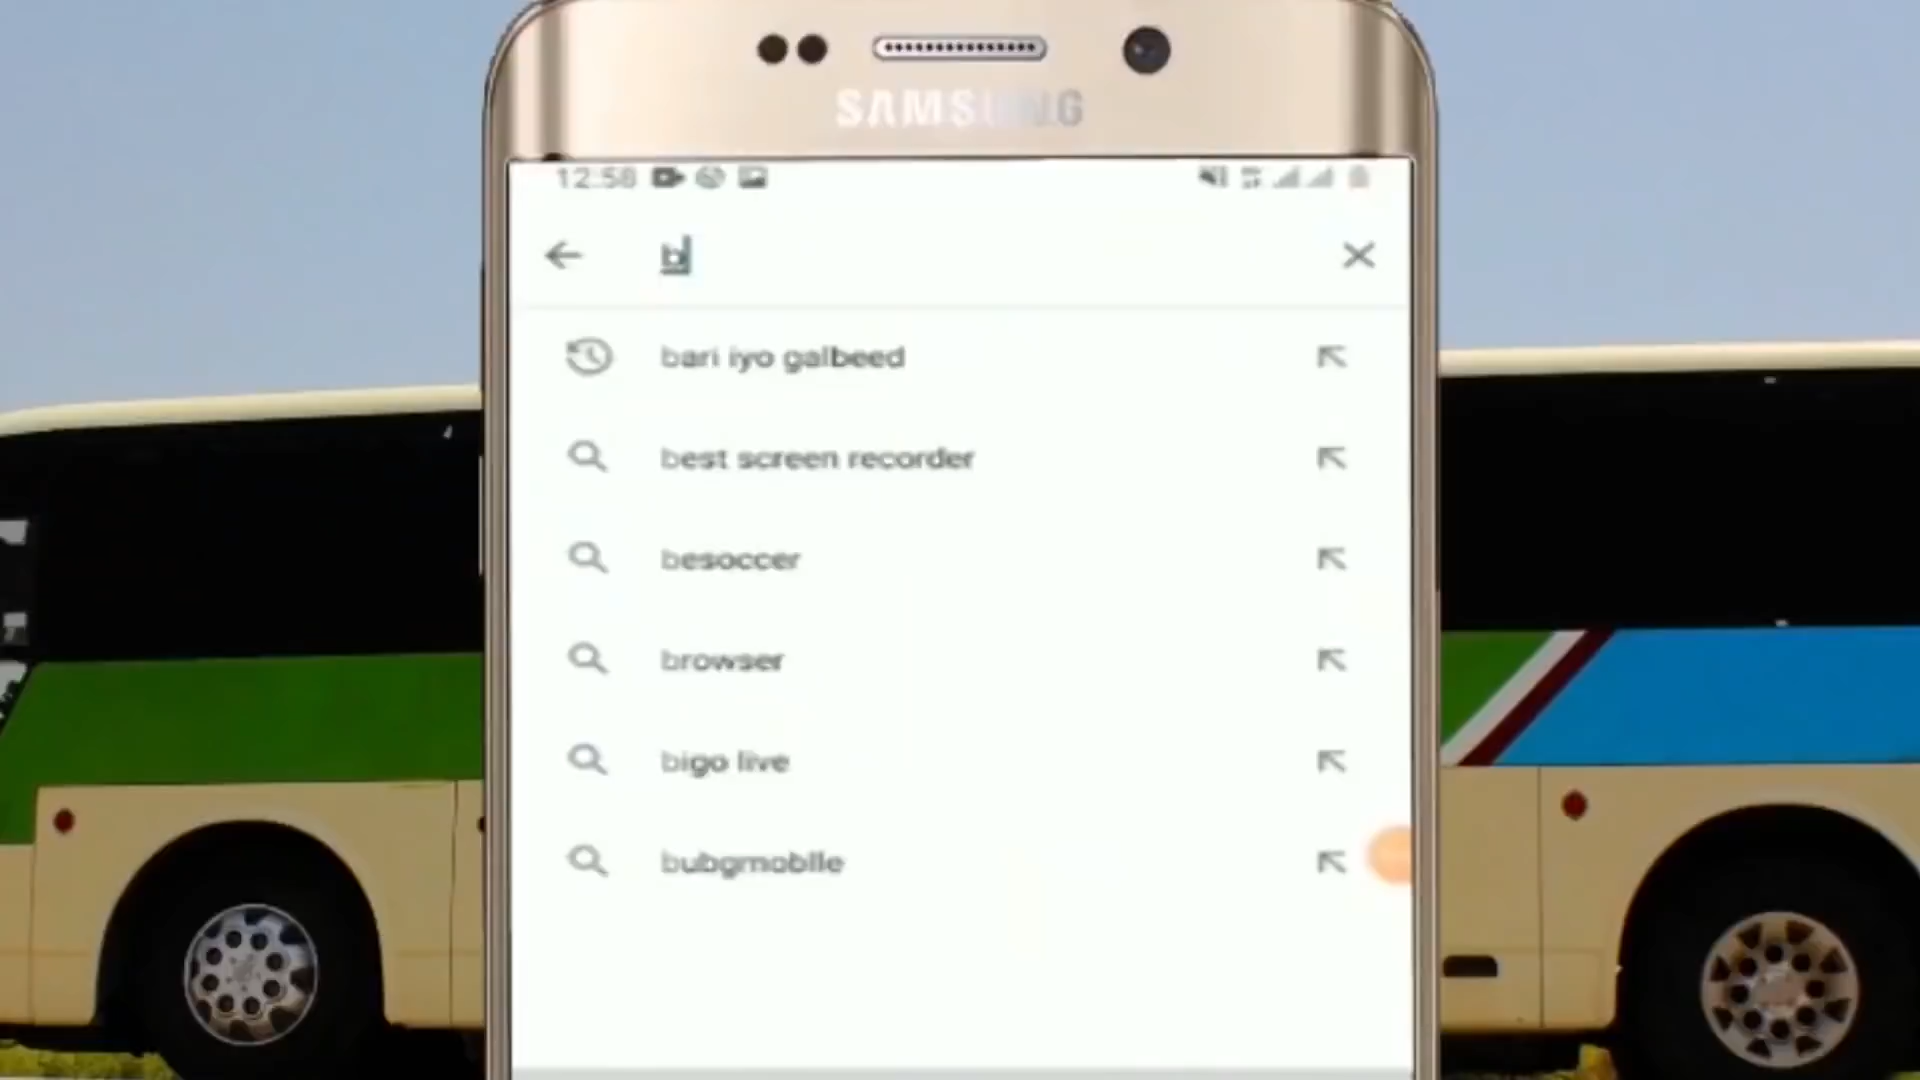 SAMSUNG
12:58
b
bari iyo galbeed
best screen recorder
besoccer
browser
bigo live
bubgmobile